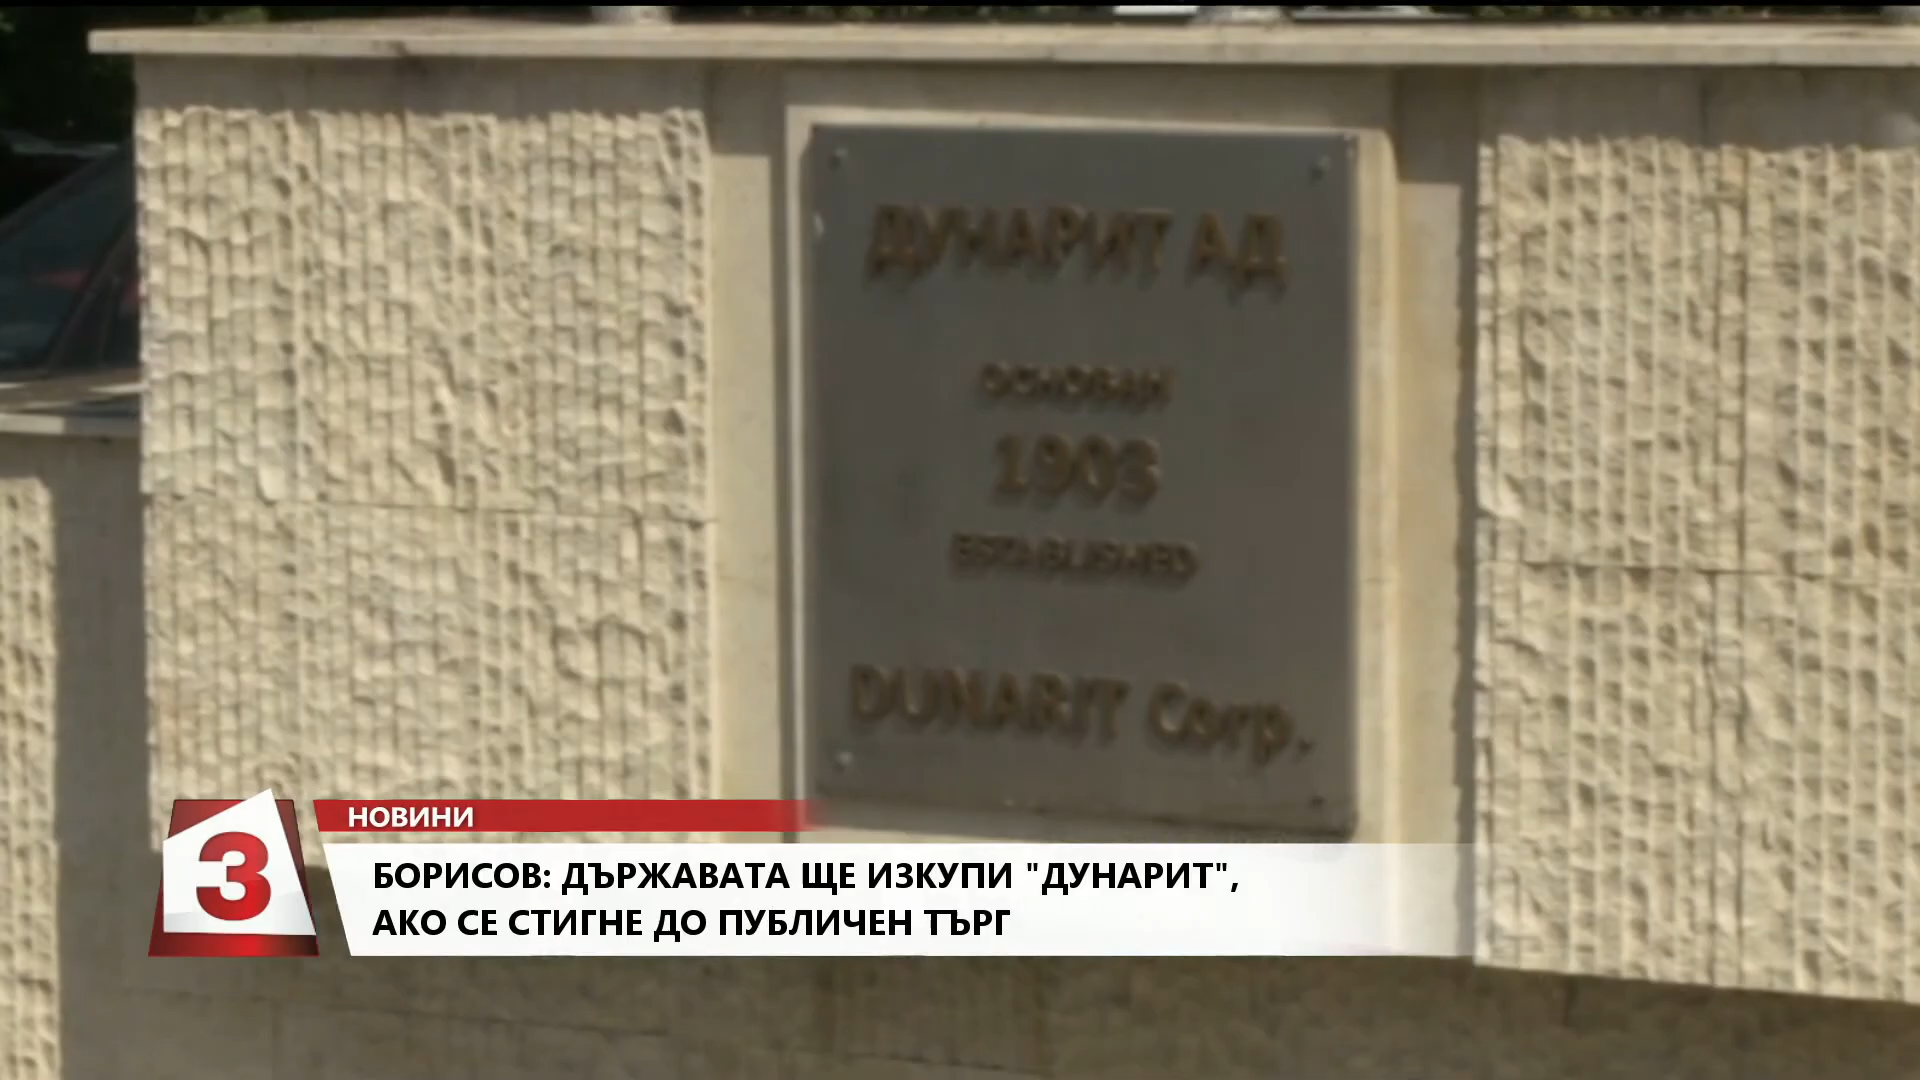 ДУНАРИТ АД
ОСНОВАН
1903
ESTABLISHED
DUNARIT Corp.
3
НОВИНИ
БОРИСОВ: ДЪРЖАВАТА ЩЕ ИЗКУПИ "ДУНАРИТ",
АКО СЕ СТИГНЕ ДО ПУБЛИЧЕН ТЪРГ